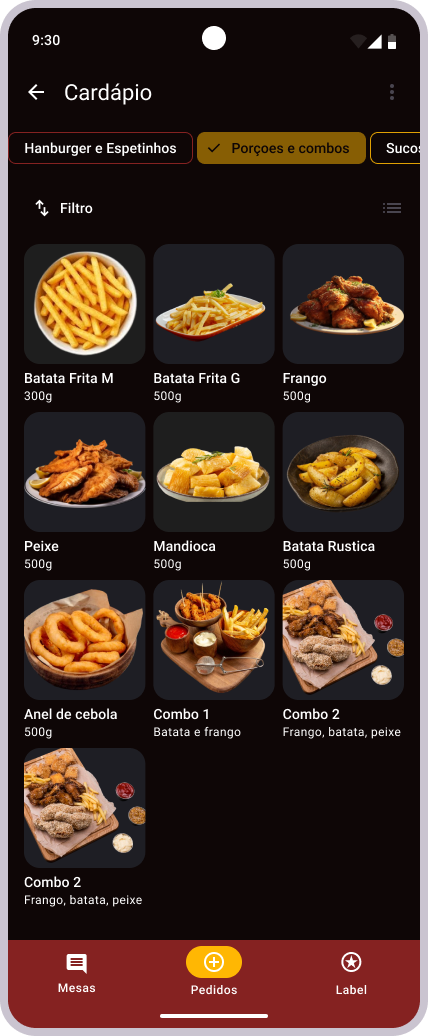 9:30
Cardápio
Hanburger e Espetinhos
Porçoes e combos
Sucos
Filtro
Batata Frita M
Batata Frita G
Frango
300g
500g
500g
Peixe
Mandioca
Batata Rustica
500g
500g
500g
Anel de cebola
Combo 1
Combo 2
500g
Batata e frango
Frango, batata, peixe
Combo 2
Frango, batata, peixe
Mesas
Pedidos
Label